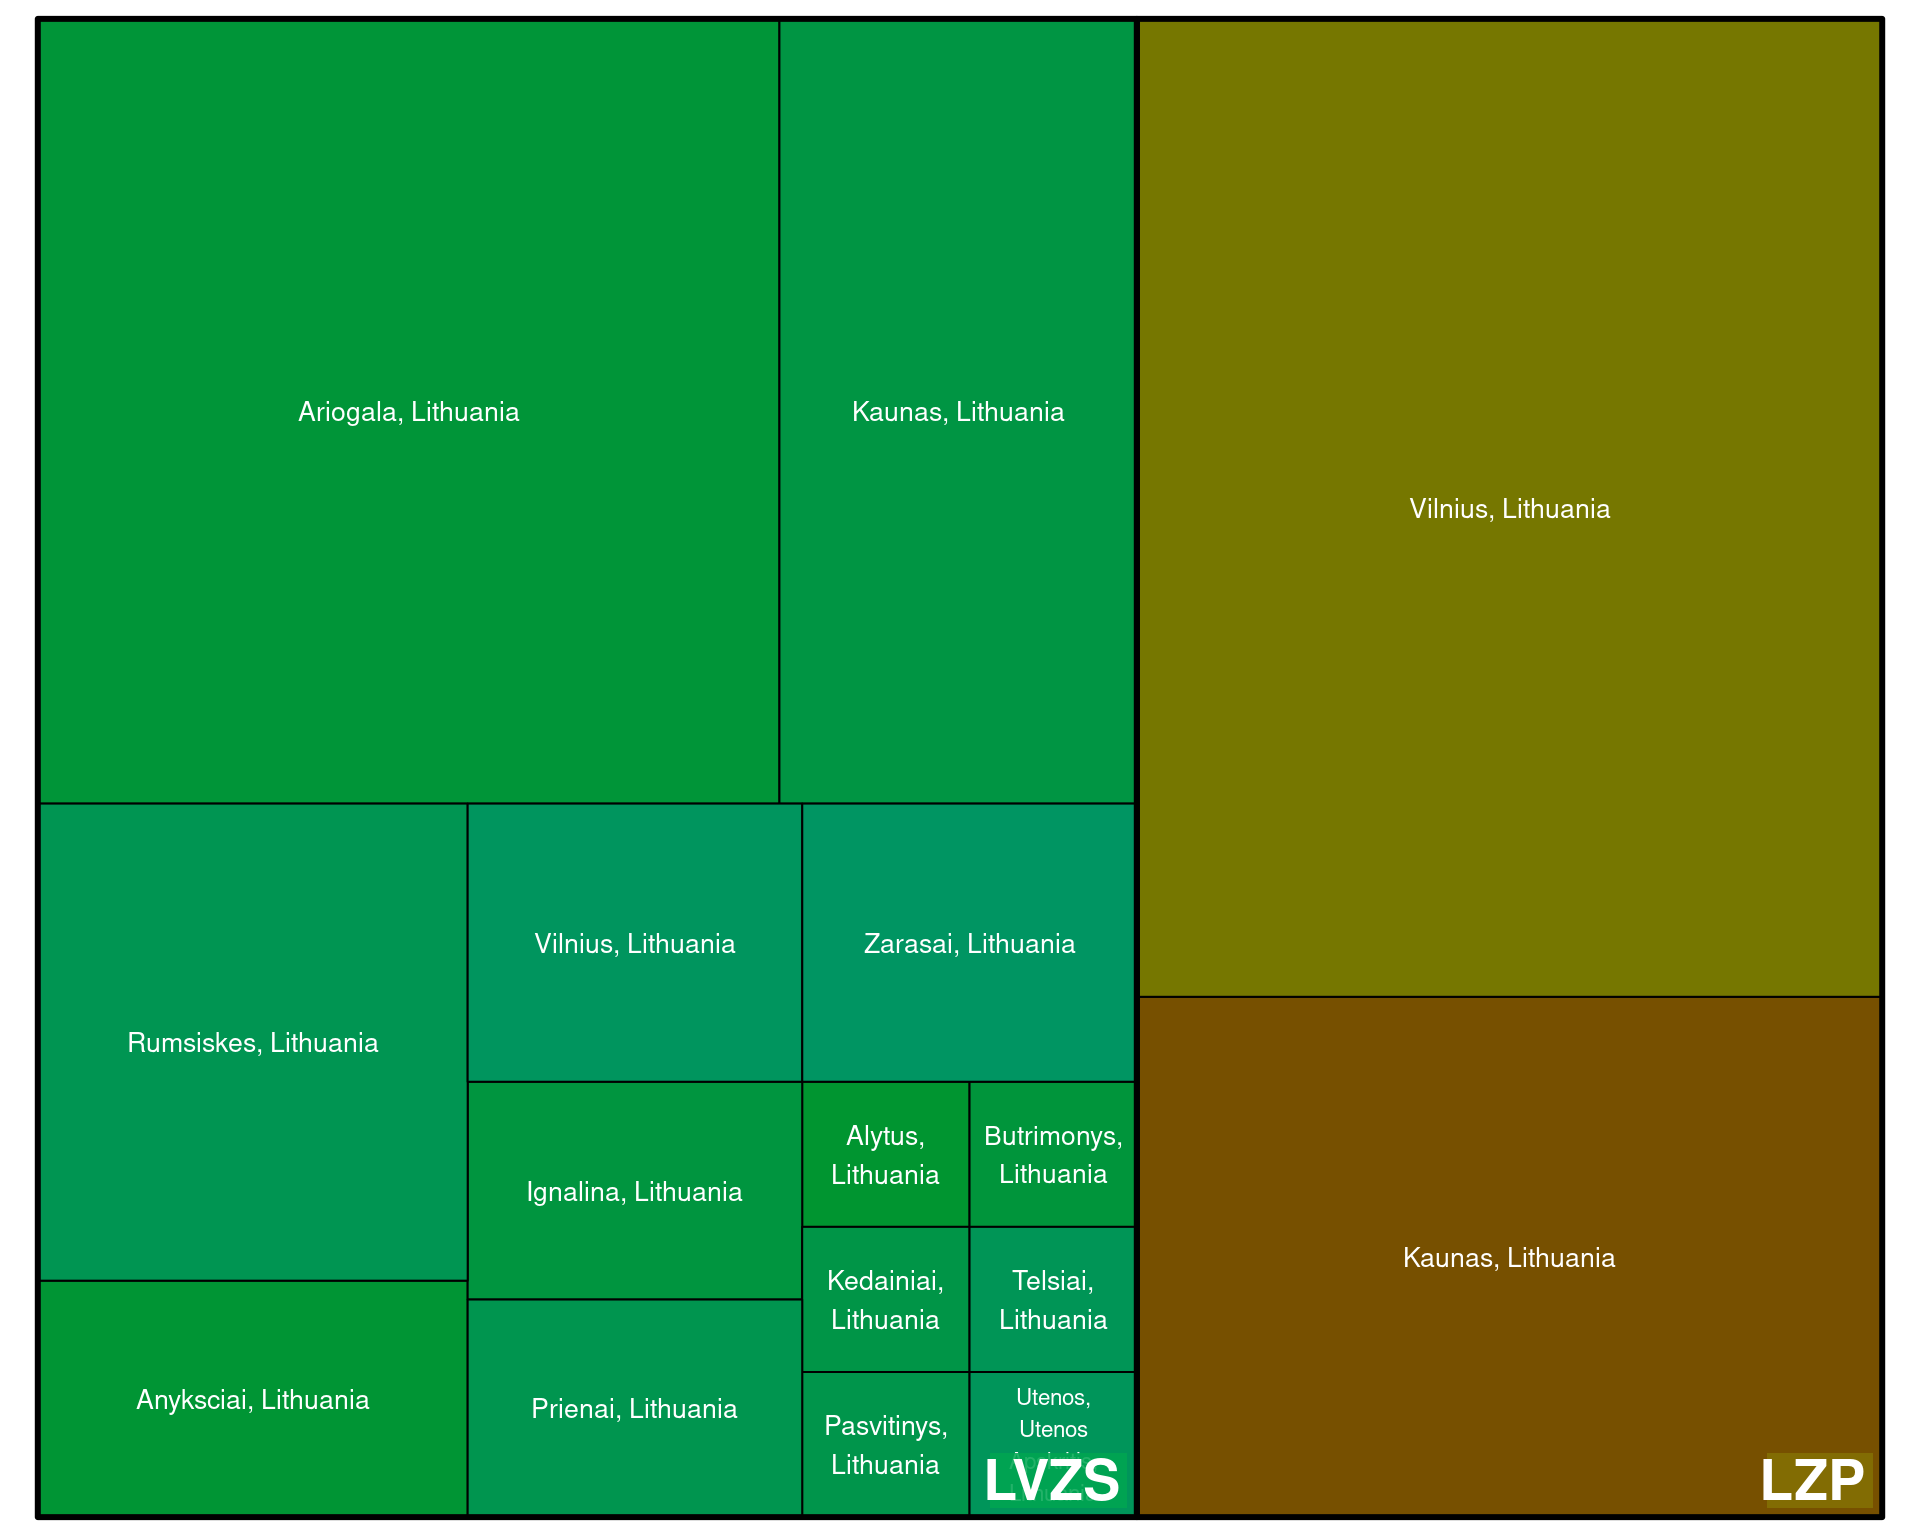 Ariogala, Lithuania
Kaunas, Lithuania
Vilnius, Lithuania
Rumsiskes, Lithuania
Vilnius, Lithuania
Zarasai, Lithuania
Ignalina, Lithuania
Alytus,
Lithuania
Butrimonys,
Lithuania
Kedainiai,
Lithuania
Telsiai,
Lithuania
Anyksciai, Lithuania
Prienai, Lithuania
Pasvitinys,
Lithuania
Utenos,
Utenos
LVZS
Kaunas, Lithuania
LZP